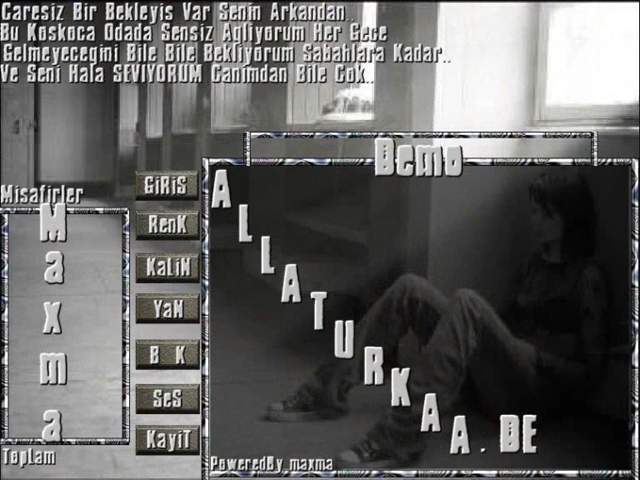 Caresiz Bir Bekleyis Var Senin Arkandan..
Bu Koskoca Odada Sensiz Agliyorum Her Gece
Gelmeyecegini Bile Bile Bekliyorum Sabahlara Kadar..
Ve Seni Hala SEVIYORUM Canimdan Bile Cok..
Demo
Misafirler
Maxma
Toplam
GiRiS
RenK
KaLiN
YaN
B K
SeS
KayiT
ALLATURKAA.BE
PoweredBy maxma